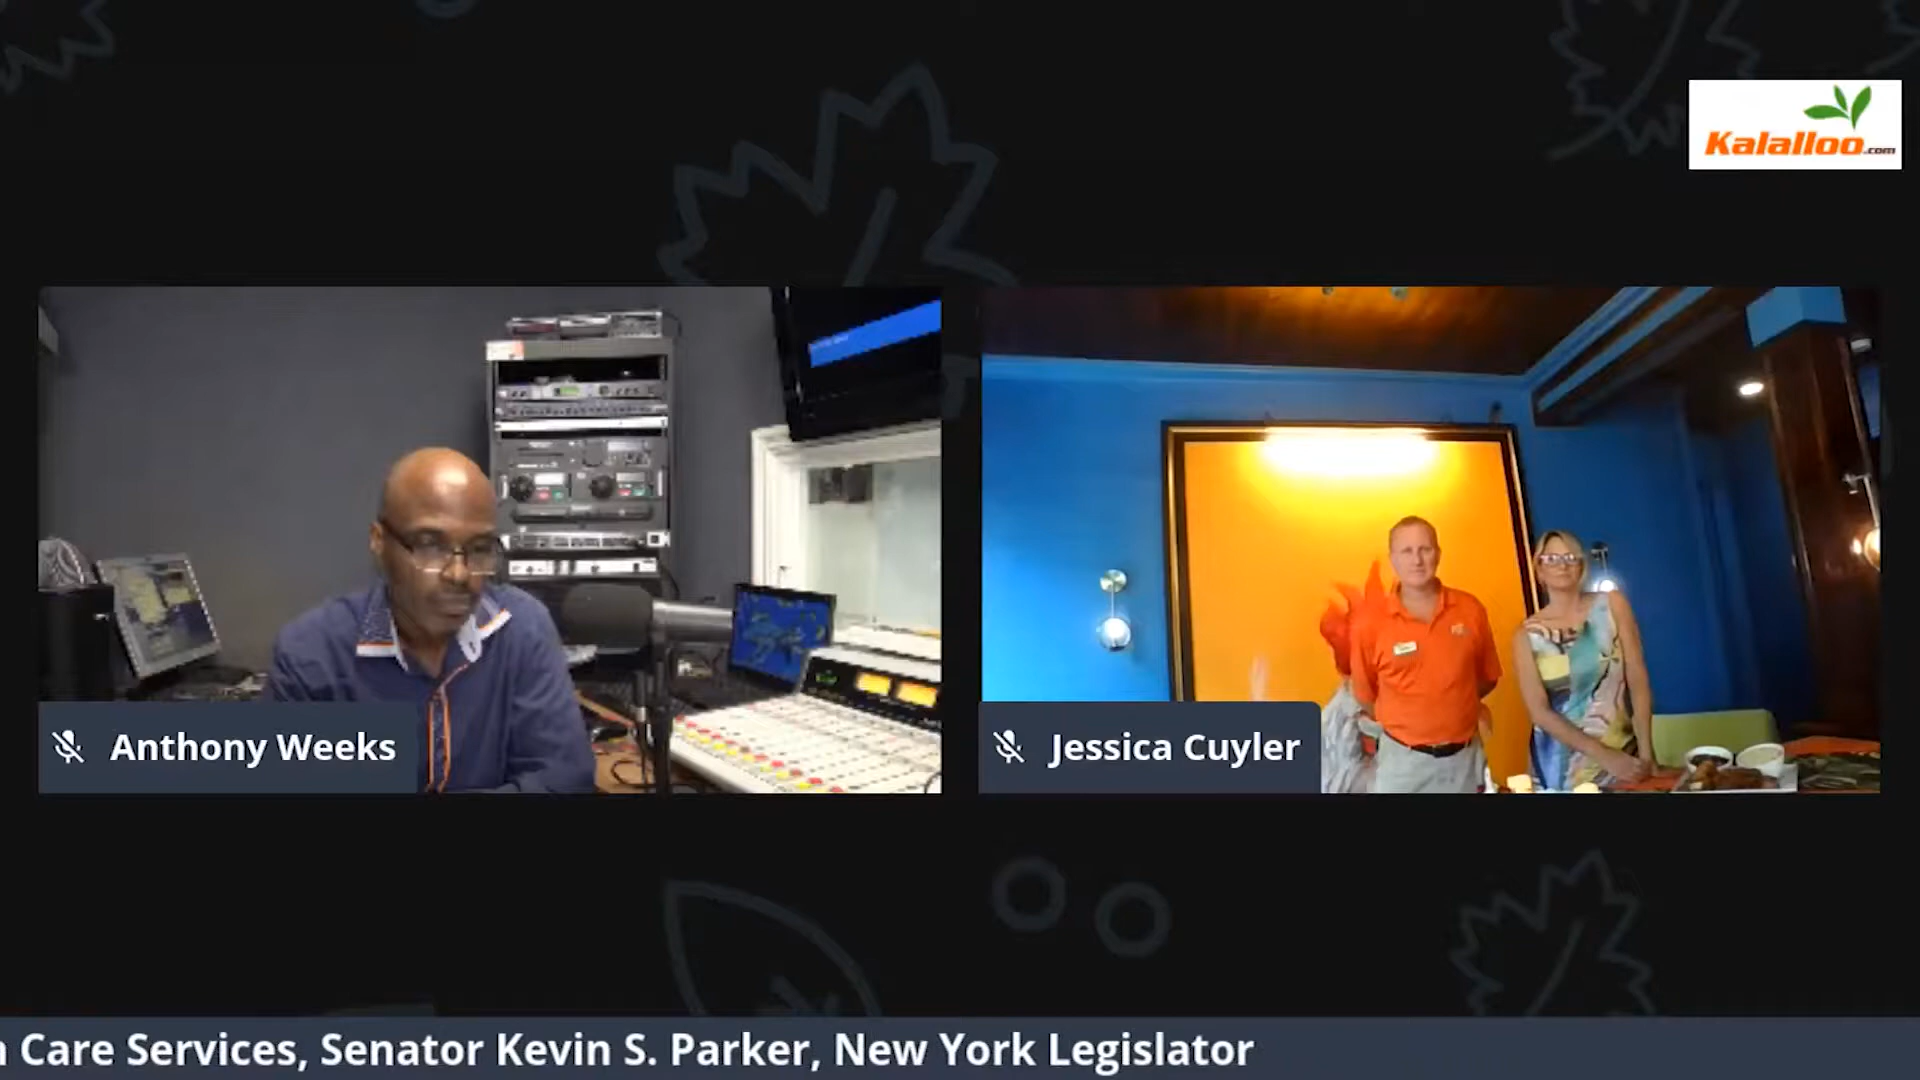 Kalalloo.com
Anthony Weeks
Jessica Cuyler
n Care Services, Senator Kevin S. Parker, New York Legislator